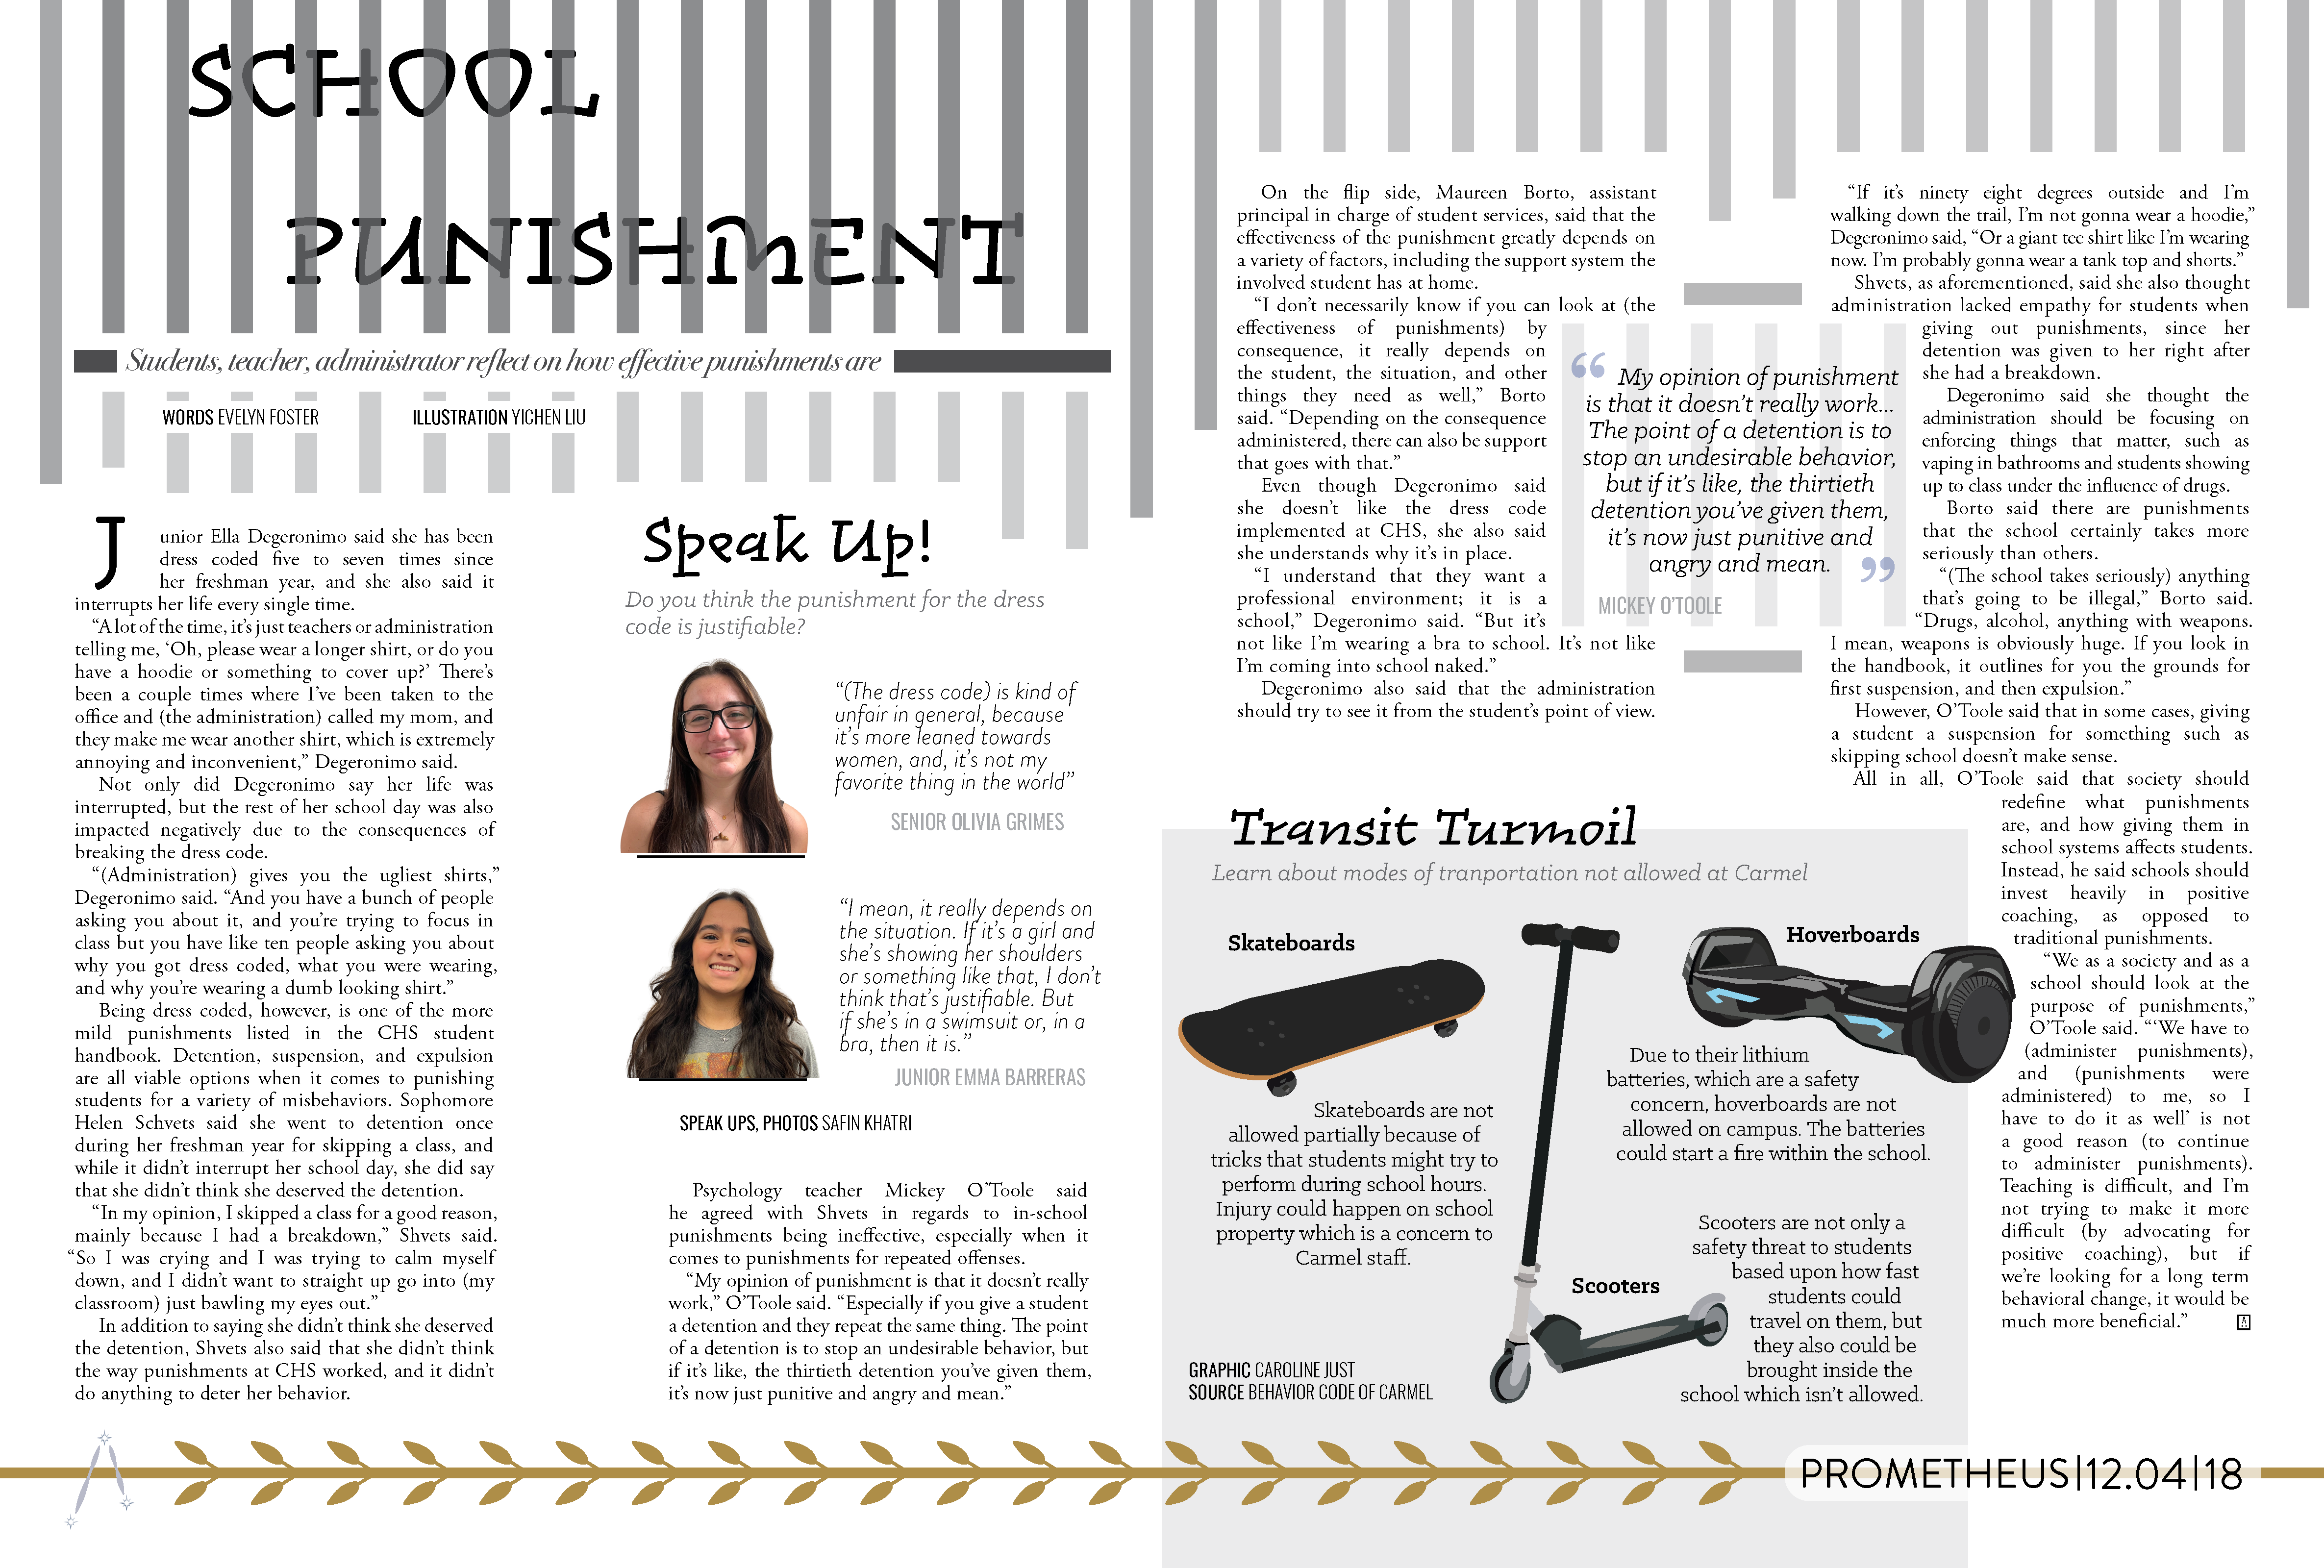 SCHOOL
PUNISHMENT
Students, teacher, administrator reflect on how effective punishments are
WORDS EVELYN FOSTER
ILLUSTRATION YICHEN LIU
Junior Ella Degeronimo said she has been
dress coded five to seven times since
her freshman year, and she also said it
interrupts her life every single time.
“A lot of the time, it’s just teachers or administration
telling me, ‘Oh, please wear a longer shirt, or do you
have a hoodie or something to cover up?’ There’s
been a couple times where I’ve been taken to the
office and (the administration) called my mom, and
they make me wear another shirt, which is extremely
annoying and inconvenient,” Degeronimo said.
Not only did Degeronimo say her life was
interrupted, but the rest of her school day was also
impacted negatively due to the consequences of
breaking the dress code.
“(Administration) gives you the ugliest shirts,”
Degeronimo said. “And you have a bunch of people
asking you about it, and you’re trying to focus in
class but you have like ten people asking you about
why you got dress coded, what you were wearing,
and why you’re wearing a dumb looking shirt.”
Being dress coded, however, is one of the more
mild punishments listed in the CHS student
handbook. Detention, suspension, and expulsion
are all viable options when it comes to punishing
students for a variety of misbehaviors. Sophomore
Helen Schvets said she went to detention once
during her freshman year for skipping a class, and
while it didn’t interrupt her school day, she did say
that she didn’t think she deserved the detention.
“In my opinion, I skipped a class for a good reason,
mainly because I had a breakdown,” Shvets said.
“So I was crying and I was trying to calm myself
down, and I didn’t want to straight up go into (my
classroom) just bawling my eyes out.”
In addition to saying she didn’t think she deserved
the detention, Shvets also said that she didn’t think
the way punishments at CHS worked, and it didn’t
do anything to deter her behavior.
Speak Up!
Do you think the punishment for the dress
code is justifiable?
“(The dress code) is kind of
unfair in general, because
it’s more leaned towards
women, and, it’s not my
favorite thing in the world”
SENIOR OLIVIA GRIMES
“I mean, it really depends on
the situation. If it’s a girl and
she’s showing her shoulders
or something like that, I don’t
think that’s justifiable. But
if she’s in a swimsuit or, in a
bra, then it is.”
JUNIOR EMMA BARRERAS
SPEAK UPS, PHOTOS SAFIN KHATRI
Psychology teacher Mickey O’Toole said
he agreed with Shvets in regards to in-school
punishments being ineffective, especially when it
comes to punishments for repeated offenses.
“My opinion of punishment is that it doesn’t really
work,” O’Toole said. “Especially if you give a student
a detention and they repeat the same thing. The point
of a detention is to stop an undesirable behavior, but
if it’s like, the thirtieth detention you’ve given them,
it’s now just punitive and angry and mean.”
On the flip side, Maureen Borto, assistant
principal in charge of student services, said that the
effectiveness of the punishment greatly depends on
a variety of factors, including the support system the
involved student has at home.
“I don’t necessarily know if you can look at (the
effectiveness of punishments) by
consequence, it really depends on
the student, the situation, and other
things they need as well,” Borto
said. “Depending on the consequence
administered, there can also be support
that goes with that.”
Even though Degeronimo said
she doesn’t like the dress code
implemented at CHS, she also said
she understands why it’s in place.
“I understand that they want a
professional environment; it is a
school,” Degeronimo said. “But it’s
not like I’m wearing a bra to school. It’s not like
I’m coming into school naked.”
Degeronimo also said that the administration
should try to see it from the student’s point of view.
“My opinion of punishment
is that it doesn’t really work...
The point of a detention is to
stop an undesirable behavior,
but if it’s like, the thirtieth
detention you’ve given them,
it’s now just punitive and
angry and mean.”
MICKEY O’TOOLE
“If it’s ninety eight degrees outside and I’m
walking down the trail, I’m not gonna wear a hoodie,”
Degeronimo said, “Or a giant tee shirt like I’m wearing
now. I’m probably gonna wear a tank top and shorts.”
Shvets, as aforementioned, said she also thought
administration lacked empathy for students when
giving out punishments, since her
detention was given to her right after
she had a breakdown.
Degeronimo said she thought the
administration should be focusing on
enforcing things that matter, such as
vaping in bathrooms and students showing
up to class under the influence of drugs.
Borto said there are punishments
that the school certainly takes more
seriously than others.
“(The school takes seriously) anything
that’s going to be illegal,” Borto said.
“Drugs, alcohol, anything with weapons.
I mean, weapons is obviously huge. If you look in
the handbook, it outlines for you the grounds for
first suspension, and then expulsion.”
However, O’Toole said that in some cases, giving
a student a suspension for something such as
skipping school doesn’t make sense.
All in all, O’Toole said that society should
redefine what punishments
are, and how giving them in
school systems affects students.
Instead, he said schools should
invest heavily in positive
coaching, as opposed to
traditional punishments.
“We as a society and as a
school should look at the
purpose of punishments,”
O’Toole said. “‘We have to
(administer punishments),
and (punishments were
administered) to me, so I
have to do it as well’ is not
a good reason (to continue
to administer punishments).
Teaching is difficult, and I’m
not trying to make it more
difficult (by advocating for
positive coaching), but if
we’re looking for a long term
behavioral change, it would be
much more beneficial.” A
Transit Turmoil
Learn about modes of tranportation not allowed at Carmel
Skateboards
Skateboards are not
allowed partially because of
tricks that students might try to
perform during school hours.
Injury could happen on school
property which is a concern to
Carmel staff.
Hoverboards
Due to their lithium
batteries, which are a safety
concern, hoverboards are not
allowed on campus. The batteries
could start a fire within the school.
Scooters
Scooters are not only a
safety threat to students
based upon how fast
students could
travel on them, but
they also could be
brought inside the
school which isn’t allowed.
GRAPHIC CAROLINE JUST
SOURCE BEHAVIOR CODE OF CARMEL
PROMETHEUS|12.04|18